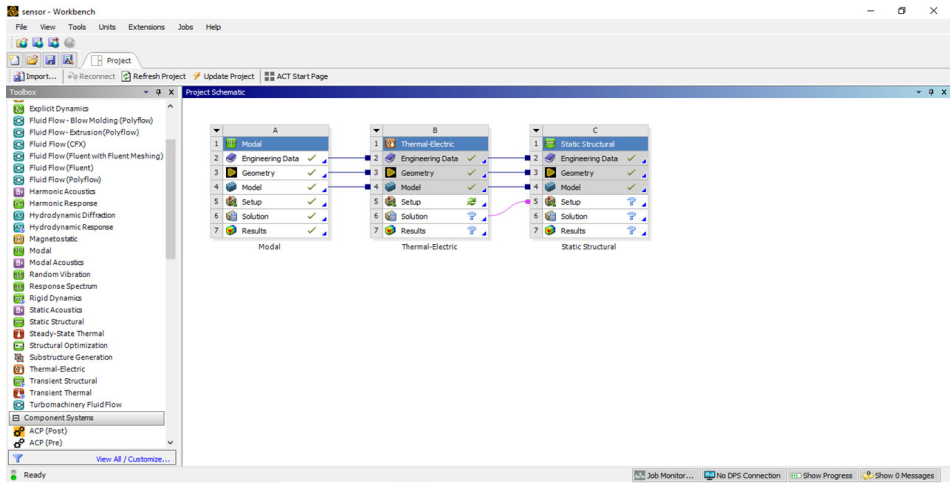 sensor - Workbench
File View Tools Units Extensions Jobs Help
Project
Import... Reconnect Refresh Project Update Project ACT Start Page
Toolbox
Project Schematic
Explicit Dynamics
Fluid Flow - Blow Molding (Polyflow)
Fluid Flow - Extrusion (Polyflow)
Fluid Flow (CFX)
Fluid Flow (Fluent with Fluent Meshing)
Fluid Flow (Fluent)
Fluid Flow (Polyflow)
Harmonic Acoustics
Harmonic Response
Hydrodynamic Diffraction
Hydrodynamic Response
Magnetostatic
Modal
Modal Acoustics
Random Vibration
Response Spectrum
Rigid Dynamics
Static Acoustics
Static Structural
Steady-State Thermal
Structural Optimization
Substructure Generation
Thermal-Electric
Transient Structural
Transient Thermal
Turbomachinery Fluid Flow
Component Systems
ACP (Post)
ACP (Pre)
View All / Customize...
A
1 Modal
2 Engineering Data
3 Geometry
4 Model
5 Setup
6 Solution
7 Results
Modal
B
1 Thermal-Electric
2 Engineering Data
3 Geometry
4 Model
5 Setup
6 Solution
7 Results
Thermal-Electric
C
1 Static Structural
2 Engineering Data
3 Geometry
4 Model
5 Setup
6 Solution
7 Results
Static Structural
Ready
Job Monitor... No DPS Connection Show Progress Show 0 Messages